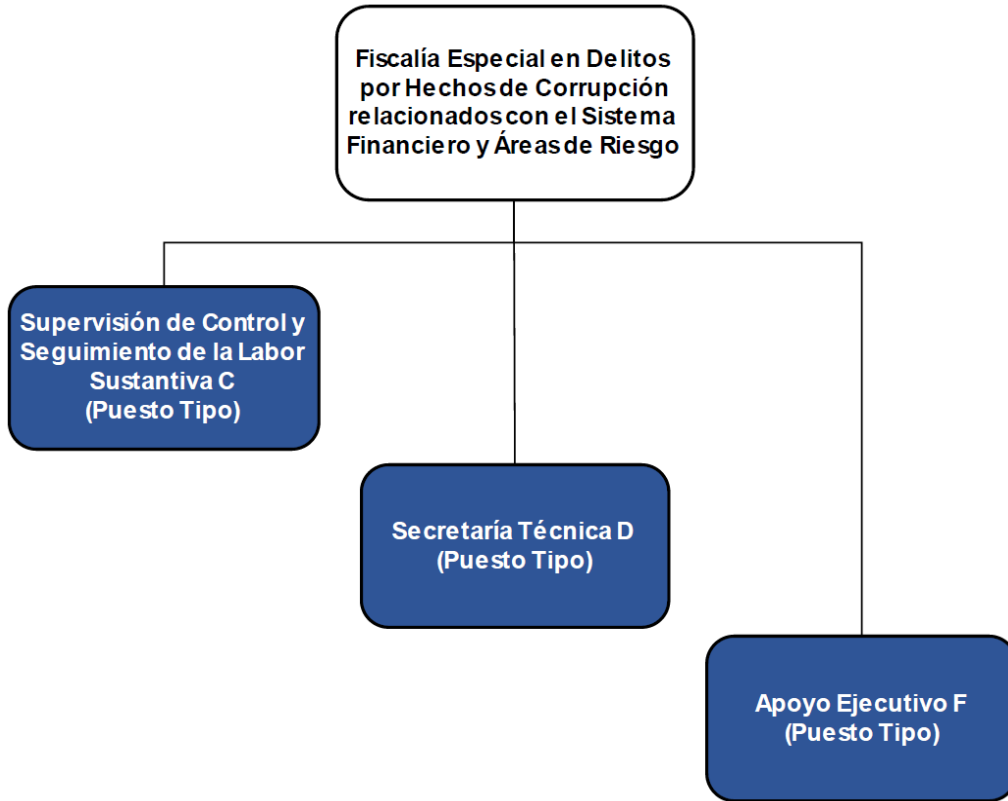 Fiscalía Especial en Delitos
por Hechos de Corrupción
relacionados con el Sistema
Financiero y Áreas de Riesgo
Supervisión de Control y
Seguimiento de la Labor
Sustantiva C
(Puesto Tipo)
Secretaría Técnica D
(Puesto Tipo)
Apoyo Ejecutivo F
(Puesto Tipo)